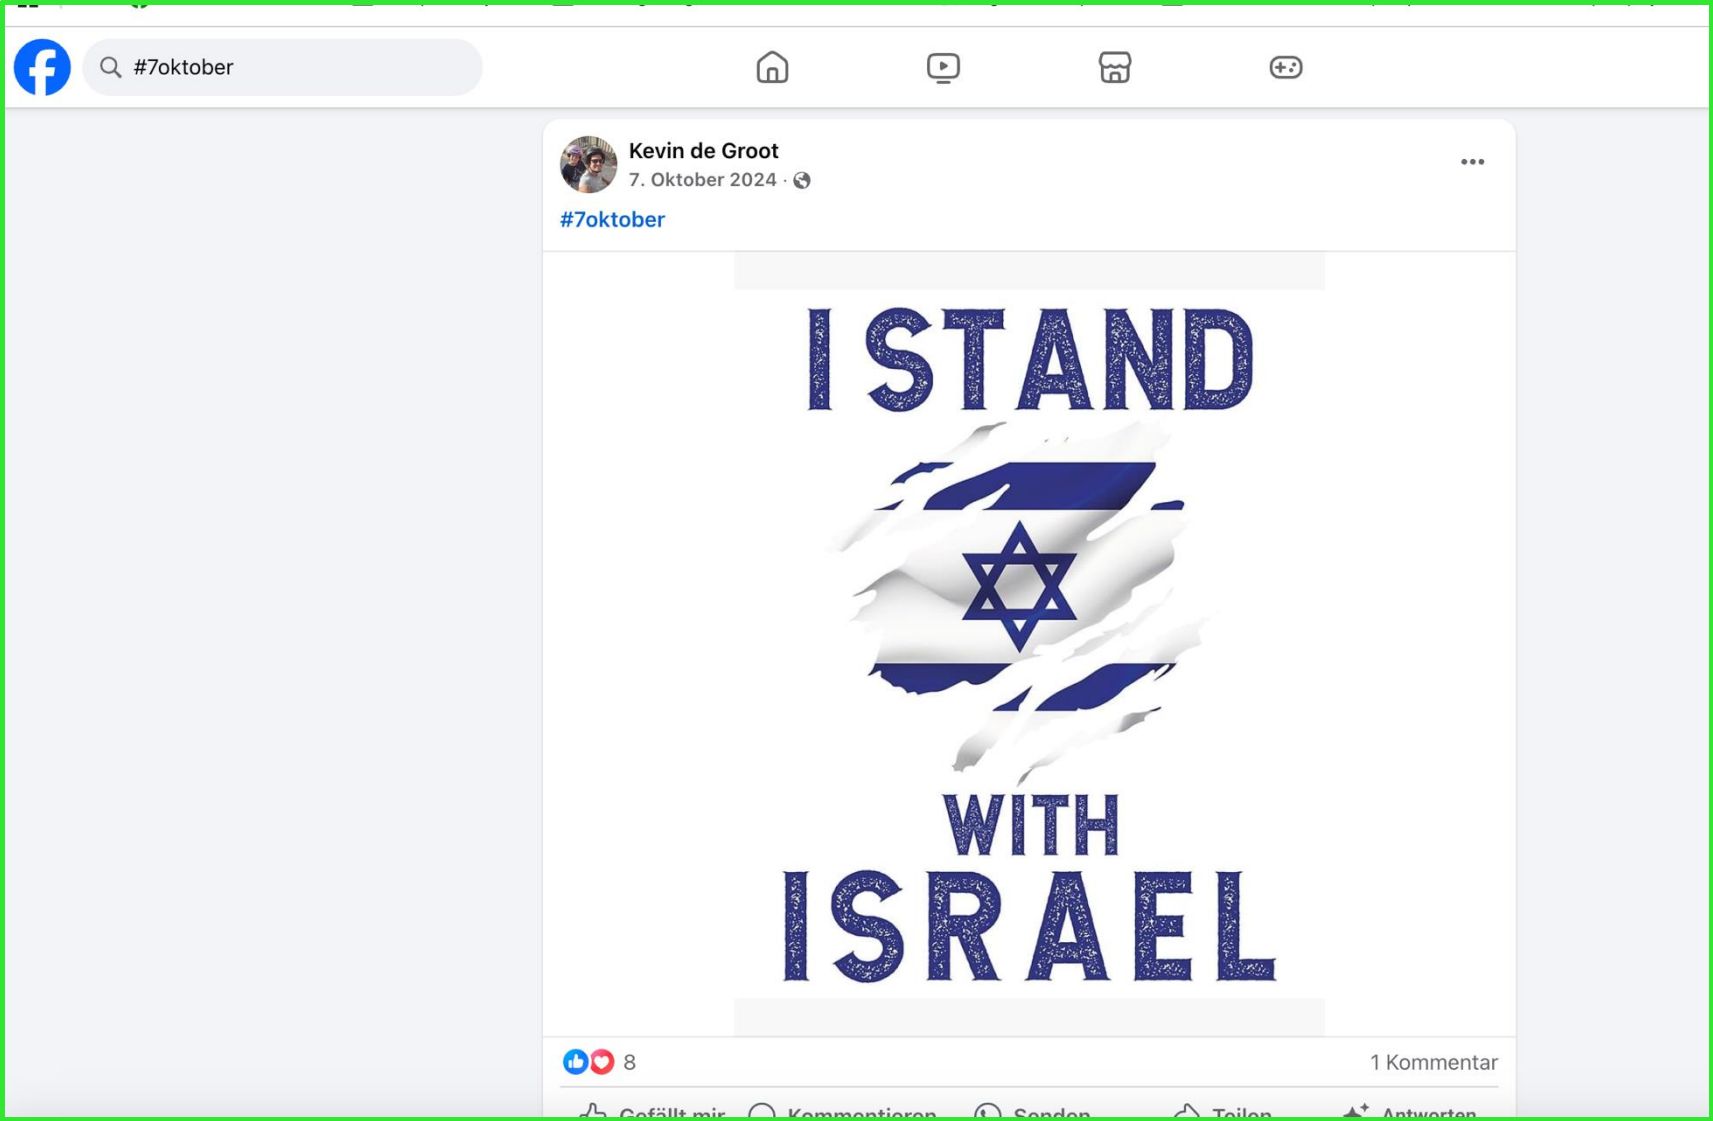 #7oktober
Kevin de Groot
7. Oktober 2024 ·
#7oktober
I STAND
WITH
ISRAEL
8
1 Kommentar
Gefällt mir
Kommentieren
Senden
Teilen
Antworten